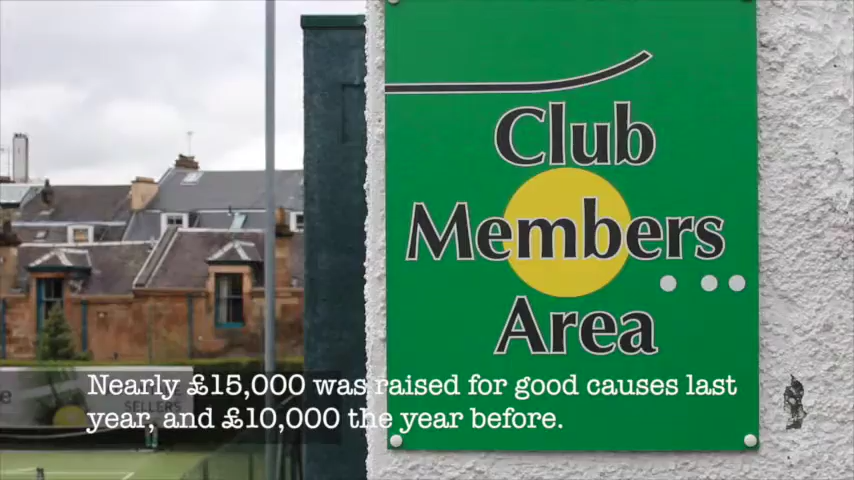 Club
Members
Area
Nearly £15,000 was raised for good causes last
year, and £10,000 the year before.
SELLERS